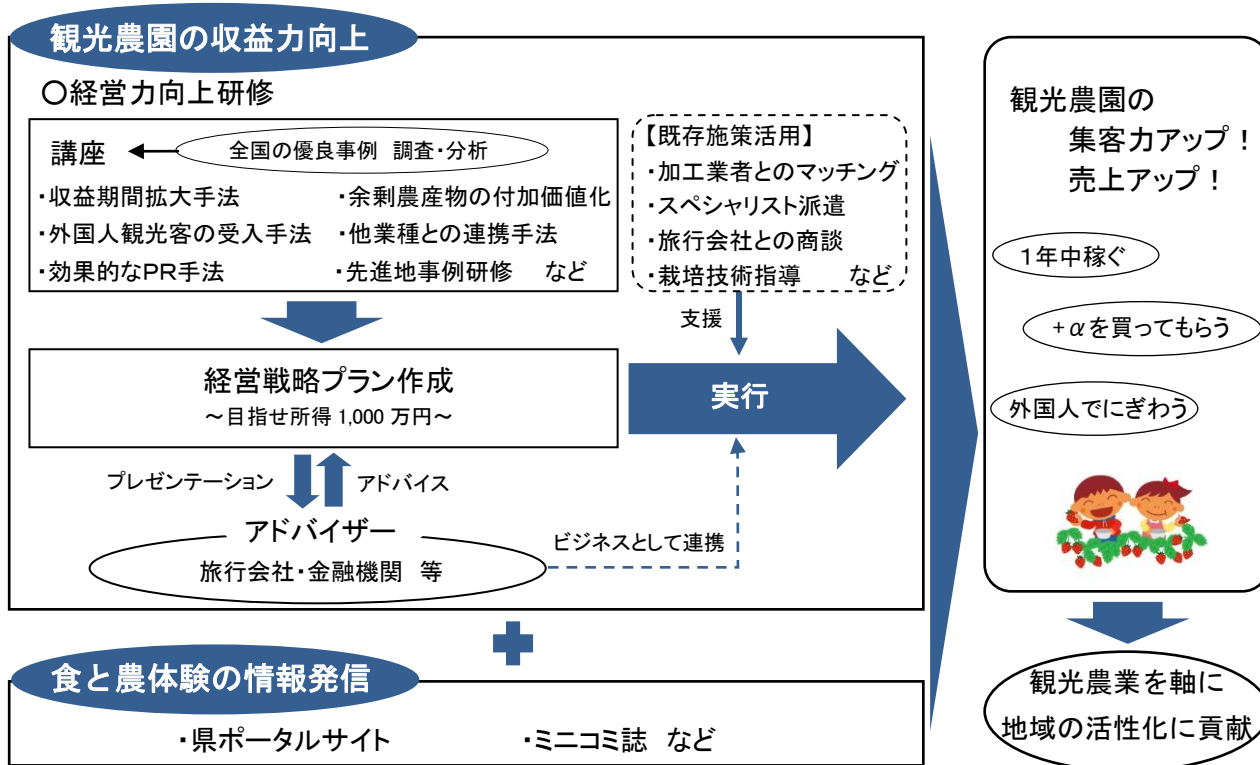 観光農園の収益力向上
○経営力向上研修
講座
全国の優良事例 調査・分析
・収益期間拡大手法
・外国人観光客の受入手法
・効果的なPR手法
・余剰農産物の付加価値化
・他業種との連携手法
・先進地事例研修 など
【既存施策活用】
・加工業者とのマッチング
・スペシャリスト派遣
・旅行会社との商談
・栽培技術指導 など
支援
経営戦略プラン作成
～目指せ所得 1,000 万円～
実行
プレゼンテーション
アドバイス
アドバイザー
旅行会社・金融機関 等
ビジネスとして連携
食と農体験の情報発信
・県ポータルサイト
・ミニコミ誌 など
観光農園の
集客力アップ！
売上アップ！
１年中稼ぐ
+αを買ってもらう
外国人でにぎわう
観光農業を軸に
地域の活性化に貢献